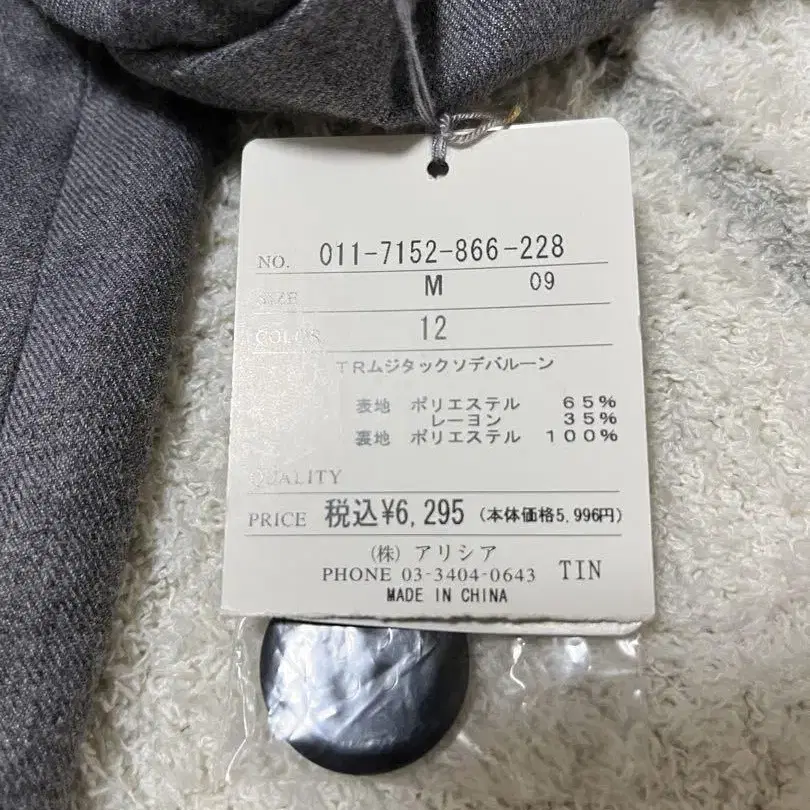 NO. 011-7152-866-228
SIZE M 09
COLOR 12
TRムジタックソデバルーン
表地 ポリエステル 65%
レーヨン 35%
裏地 ポリエステル 100%
QUALITY
PRICE 税込¥6,295 (本体価格5,996円)
(株) アリシア
PHONE 03-3404-0643 TIN
MADE IN CHINA